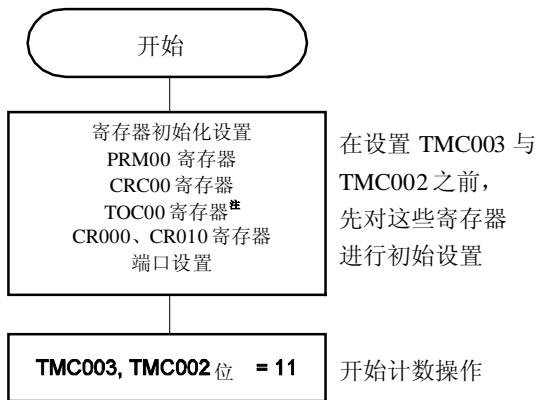 开始
寄存器初始化设置
PRM00 寄存器
CRC00 寄存器
TOC00 寄存器注
CR000、CR010 寄存器
端口设置
在设置 TMC003 与
TMC002 之前，
先对这些寄存器
进行初始设置
TMC003, TMC002 位 = 11
开始计数操作